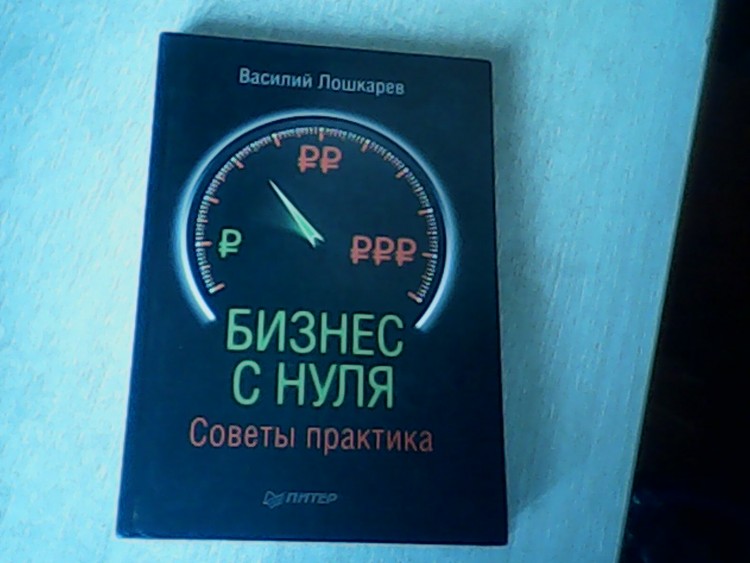 Василий Лошкарев
₽₽
₽ ₽₽₽
БИЗНЕС
С НУЛЯ
Советы практика
ПИТЕР